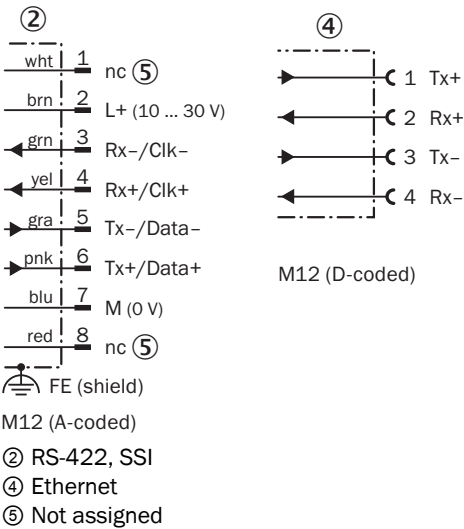 ②
wht 1 nc ⑤
brn 2 L+ (10 ... 30 V)
grn 3 Rx–/Clk–
yel 4 Rx+/Clk+
gra 5 Tx–/Data–
pnk 6 Tx+/Data+
blu 7 M (0 V)
red 8 nc ⑤
FE (shield)
M12 (A-coded)
④
1 Tx+
2 Rx+
3 Tx–
4 Rx–
M12 (D-coded)
② RS-422, SSI
④ Ethernet
⑤ Not assigned